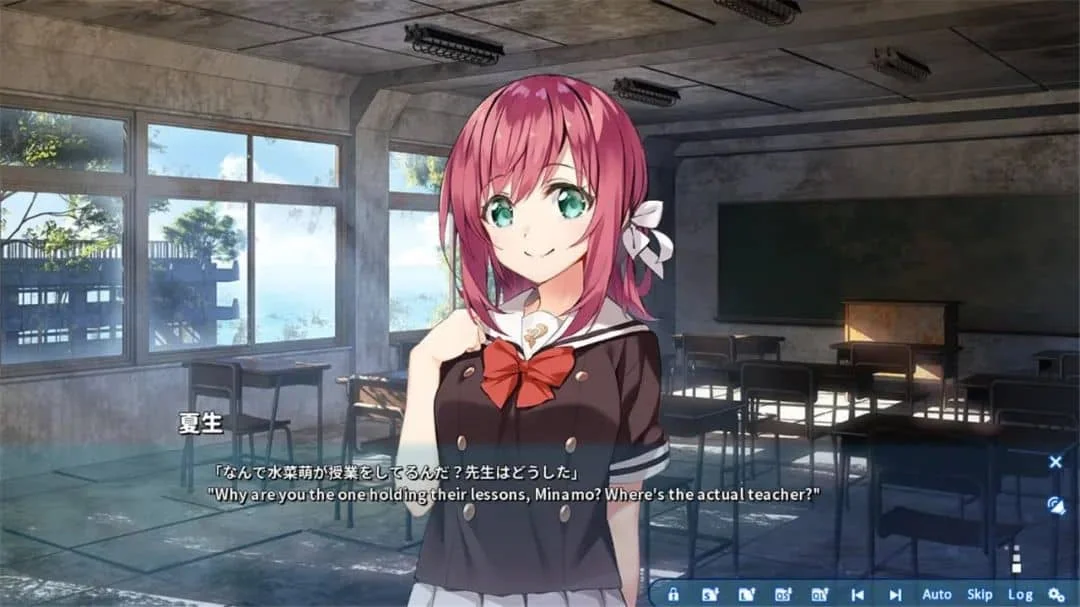 夏生
「なんで水菜萌が授業をしてるんだ？先生はどうした」
"Why are you the one holding their lessons, Minamo? Where's the actual teacher?"
S L QS QL Auto Skip Log